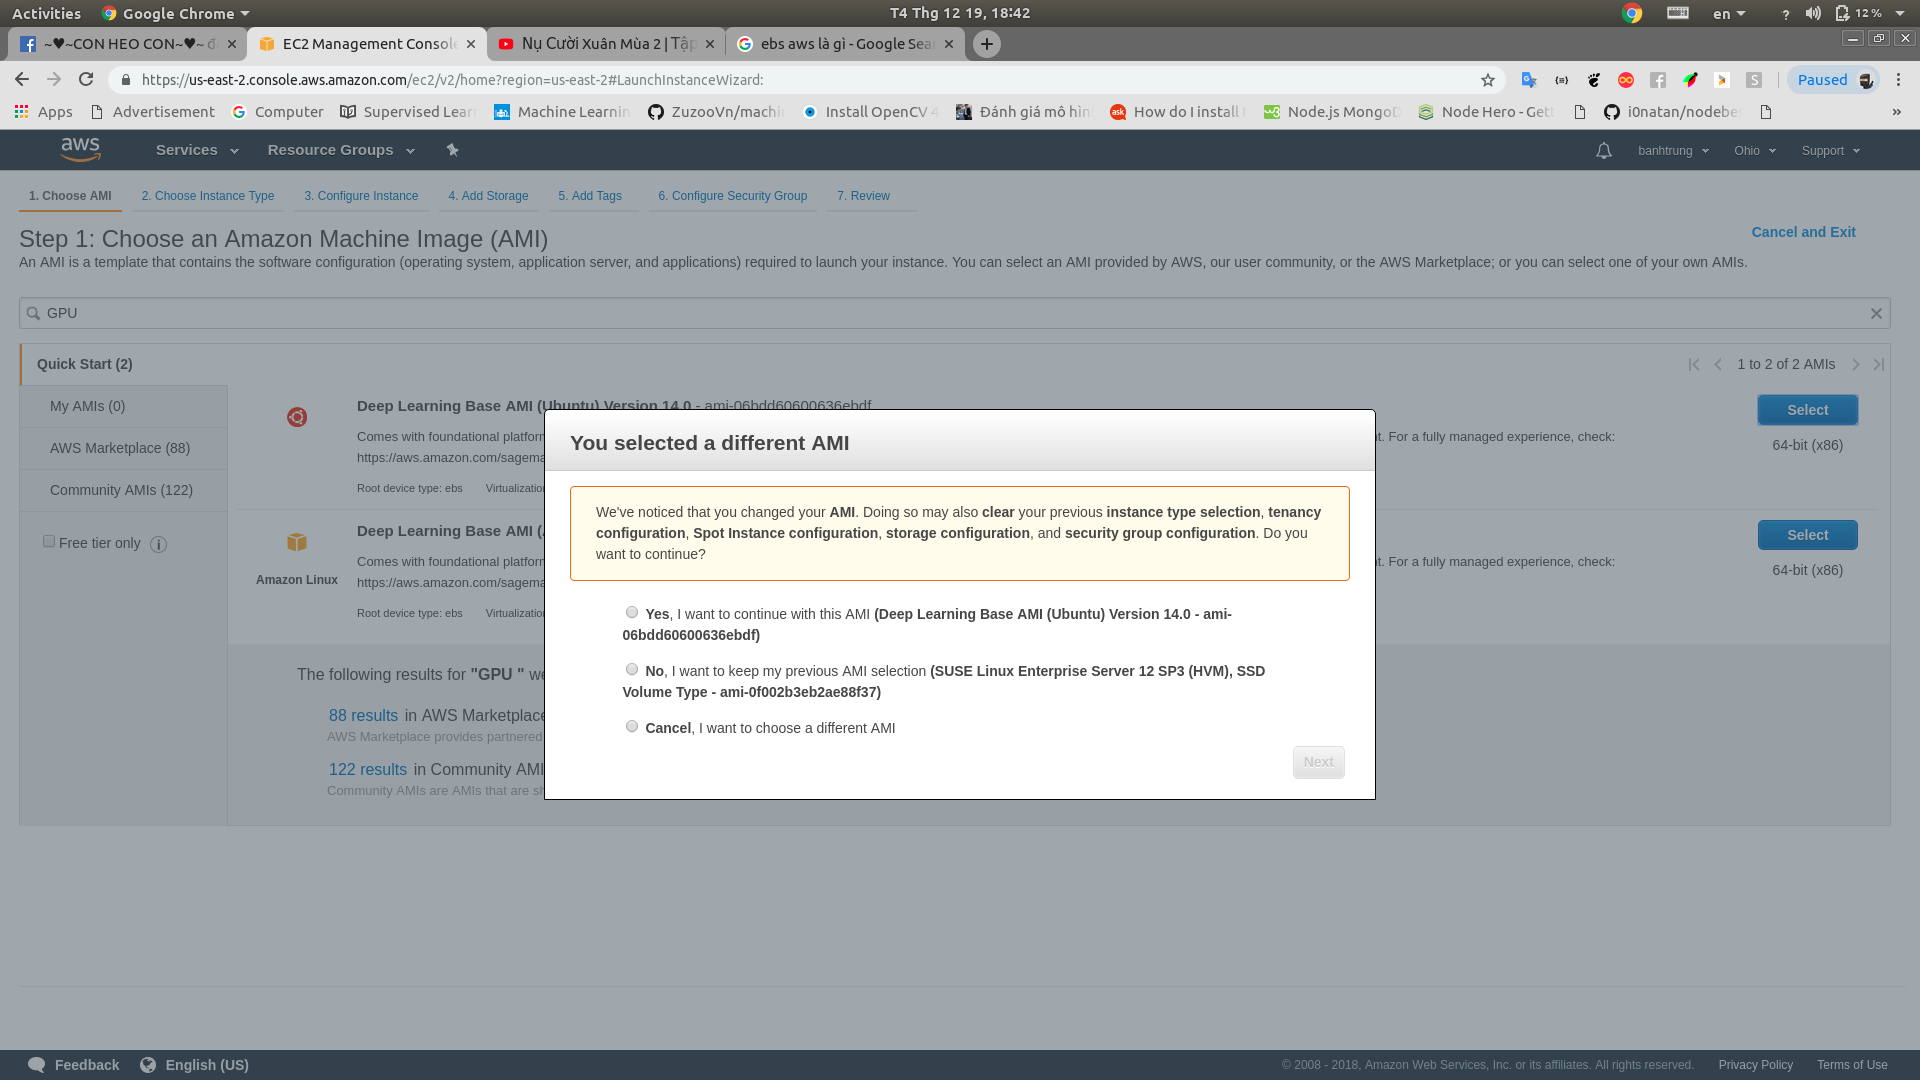 Activities Google Chrome T4 Thg 12 19, 18:42 en ? 12 %
~♥~CON HEO CON~♥~ EC2 Management Console Nụ Cười Xuân Mùa 2 | Tập ebs aws là gì - Google Sear
https://us-east-2.console.aws.amazon.com/ec2/v2/home?region=us-east-2#LaunchInstanceWizard: Paused
Apps Advertisement Computer Supervised Lear Machine Learnin ZuzooVn/machi Install OpenCV 4 Đánh giá mô hìn How do I install Node.js MongoD Node Hero - Gett i0natan/nodebes »
aws Services Resource Groups banhtrung Ohio Support
1. Choose AMI 2. Choose Instance Type 3. Configure Instance 4. Add Storage 5. Add Tags 6. Configure Security Group 7. Review
Step 1: Choose an Amazon Machine Image (AMI) Cancel and Exit
An AMI is a template that contains the software configuration (operating system, application server, and applications) required to launch your instance. You can select an AMI provided by AWS, our user community, or the AWS Marketplace; or you can select one of your own AMIs.
GPU
Quick Start (2) 1 to 2 of 2 AMIs
My AMIs (0)
AWS Marketplace (88)
Community AMIs (122)
Free tier only i
Deep Learning Base AMI (Ubuntu) Version 14.0 - ami-06bdd60600636ebdf Select
Comes with foundational platform t. For a fully managed experience, check:
https://aws.amazon.com/sagema 64-bit (x86)
Root device type: ebs Virtualization
Deep Learning Base AMI ( Select
Comes with foundational platform t. For a fully managed experience, check:
Amazon Linux https://aws.amazon.com/sagema 64-bit (x86)
Root device type: ebs Virtualization
The following results for "GPU " we
88 results in AWS Marketplace
AWS Marketplace provides partnered
122 results in Community AMI
Community AMIs are AMIs that are sh
You selected a different AMI
We've noticed that you changed your AMI. Doing so may also clear your previous instance type selection, tenancy
configuration, Spot Instance configuration, storage configuration, and security group configuration. Do you
want to continue?
Yes, I want to continue with this AMI (Deep Learning Base AMI (Ubuntu) Version 14.0 - ami-
06bdd60600636ebdf)
No, I want to keep my previous AMI selection (SUSE Linux Enterprise Server 12 SP3 (HVM), SSD
Volume Type - ami-0f002b3eb2ae88f37)
Cancel, I want to choose a different AMI
Next
Feedback English (US) © 2008 - 2018, Amazon Web Services, Inc. or its affiliates. All rights reserved. Privacy Policy Terms of Use